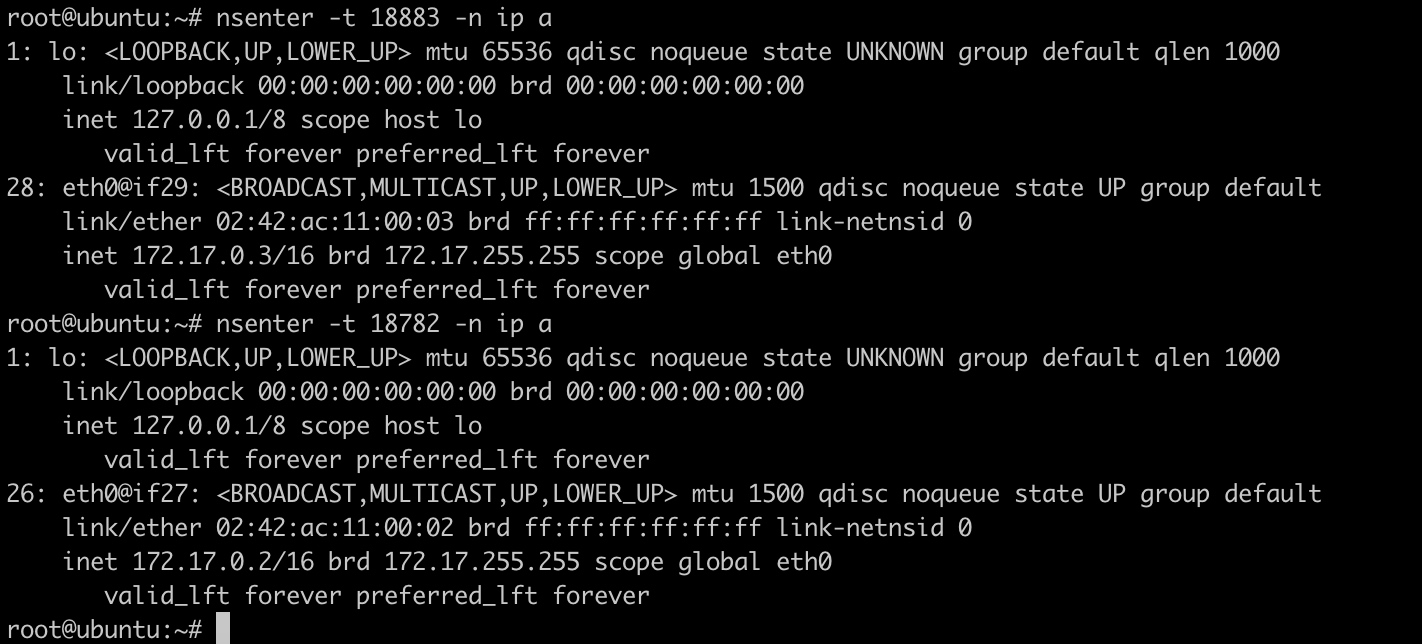 root@ubuntu:~# nsenter -t 18883 -n ip a
1: lo: <LOOPBACK,UP,LOWER_UP> mtu 65536 qdisc noqueue state UNKNOWN group default qlen 1000
    link/loopback 00:00:00:00:00:00 brd 00:00:00:00:00:00
    inet 127.0.0.1/8 scope host lo
       valid_lft forever preferred_lft forever
28: eth0@if29: <BROADCAST,MULTICAST,UP,LOWER_UP> mtu 1500 qdisc noqueue state UP group default
    link/ether 02:42:ac:11:00:03 brd ff:ff:ff:ff:ff:ff link-netnsid 0
    inet 172.17.0.3/16 brd 172.17.255.255 scope global eth0
       valid_lft forever preferred_lft forever
root@ubuntu:~# nsenter -t 18782 -n ip a
1: lo: <LOOPBACK,UP,LOWER_UP> mtu 65536 qdisc noqueue state UNKNOWN group default qlen 1000
    link/loopback 00:00:00:00:00:00 brd 00:00:00:00:00:00
    inet 127.0.0.1/8 scope host lo
       valid_lft forever preferred_lft forever
26: eth0@if27: <BROADCAST,MULTICAST,UP,LOWER_UP> mtu 1500 qdisc noqueue state UP group default
    link/ether 02:42:ac:11:00:02 brd ff:ff:ff:ff:ff:ff link-netnsid 0
    inet 172.17.0.2/16 brd 172.17.255.255 scope global eth0
       valid_lft forever preferred_lft forever
root@ubuntu:~#